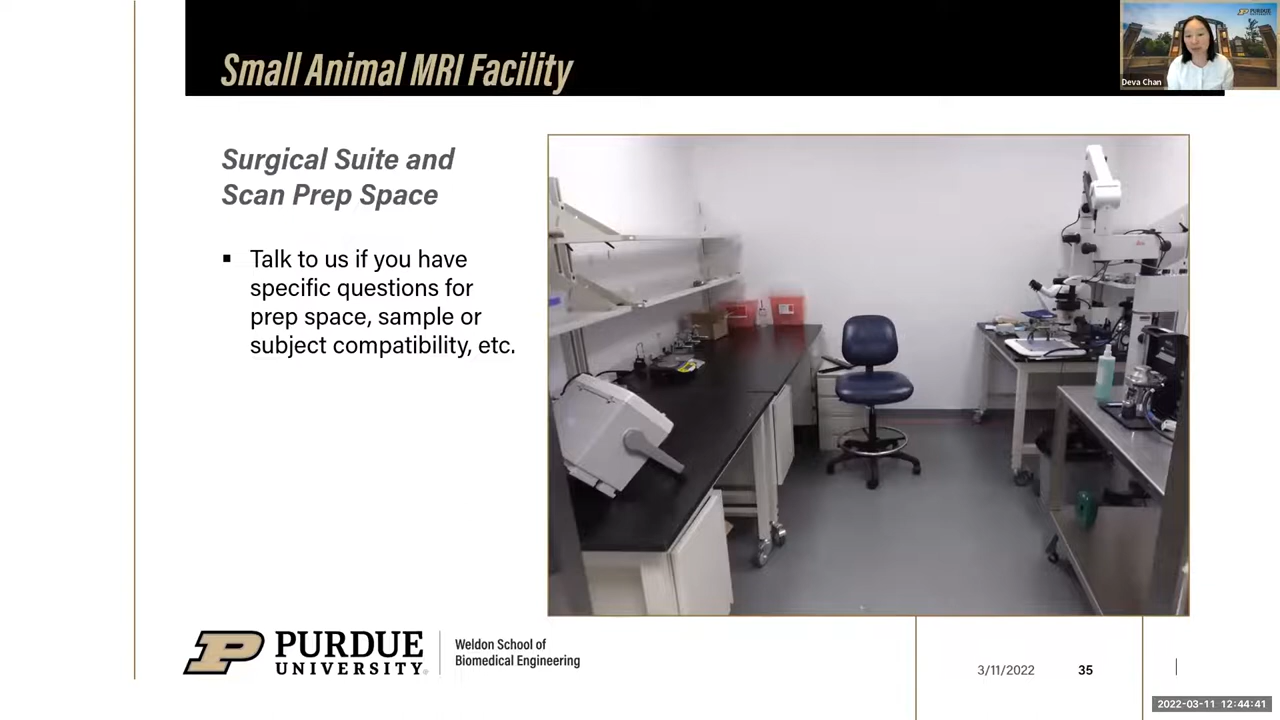 Small Animal MRI Facility
PURDUE
UNIVERSITY
Deva Chan
Surgical Suite and
Scan Prep Space
▪ Talk to us if you have
specific questions for
prep space, sample or
subject compatibility, etc.
P PURDUE
UNIVERSITY
Weldon School of
Biomedical Engineering
3/11/2022
35
2022-03-11 12:44:41